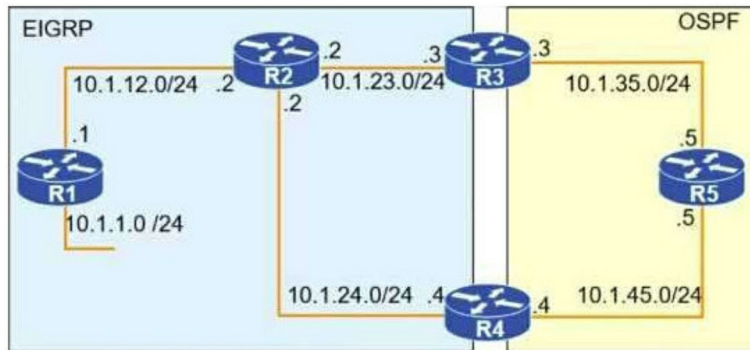 EIGRP
OSPF
.2
R2
.2
.2
.3
R3
.3
10.1.12.0/24
10.1.23.0/24
10.1.35.0/24
.1
R1
10.1.1.0 /24
.5
R5
.5
10.1.24.0/24
.4
R4
.4
10.1.45.0/24